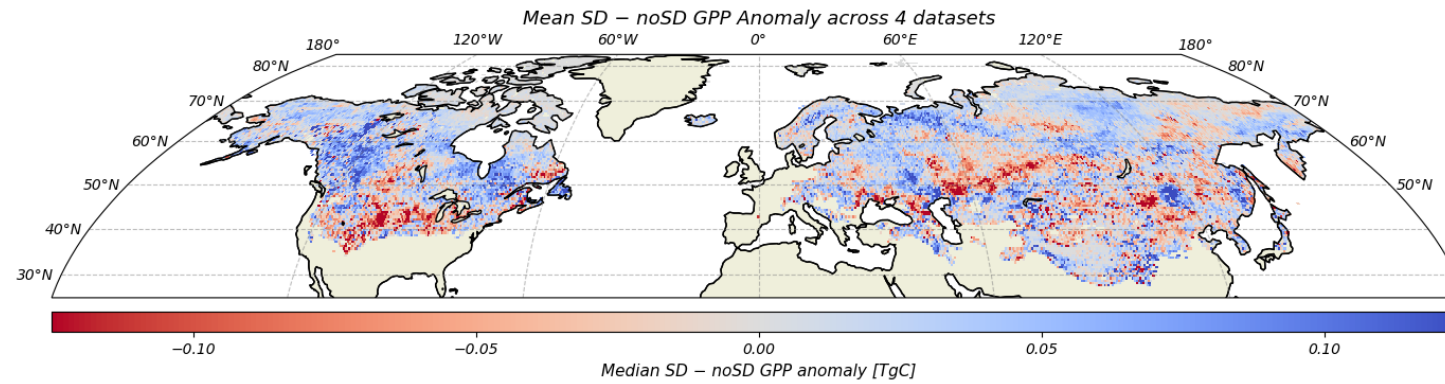 Mean SD − noSD GPP Anomaly across 4 datasets
180° 120°W 60°W 0° 60°E 120°E 180°
80°N 80°N
70°N 70°N
60°N 60°N
50°N 50°N
40°N
30°N
−0.10 −0.05 0.00 0.05 0.10
Median SD − noSD GPP anomaly [TgC]